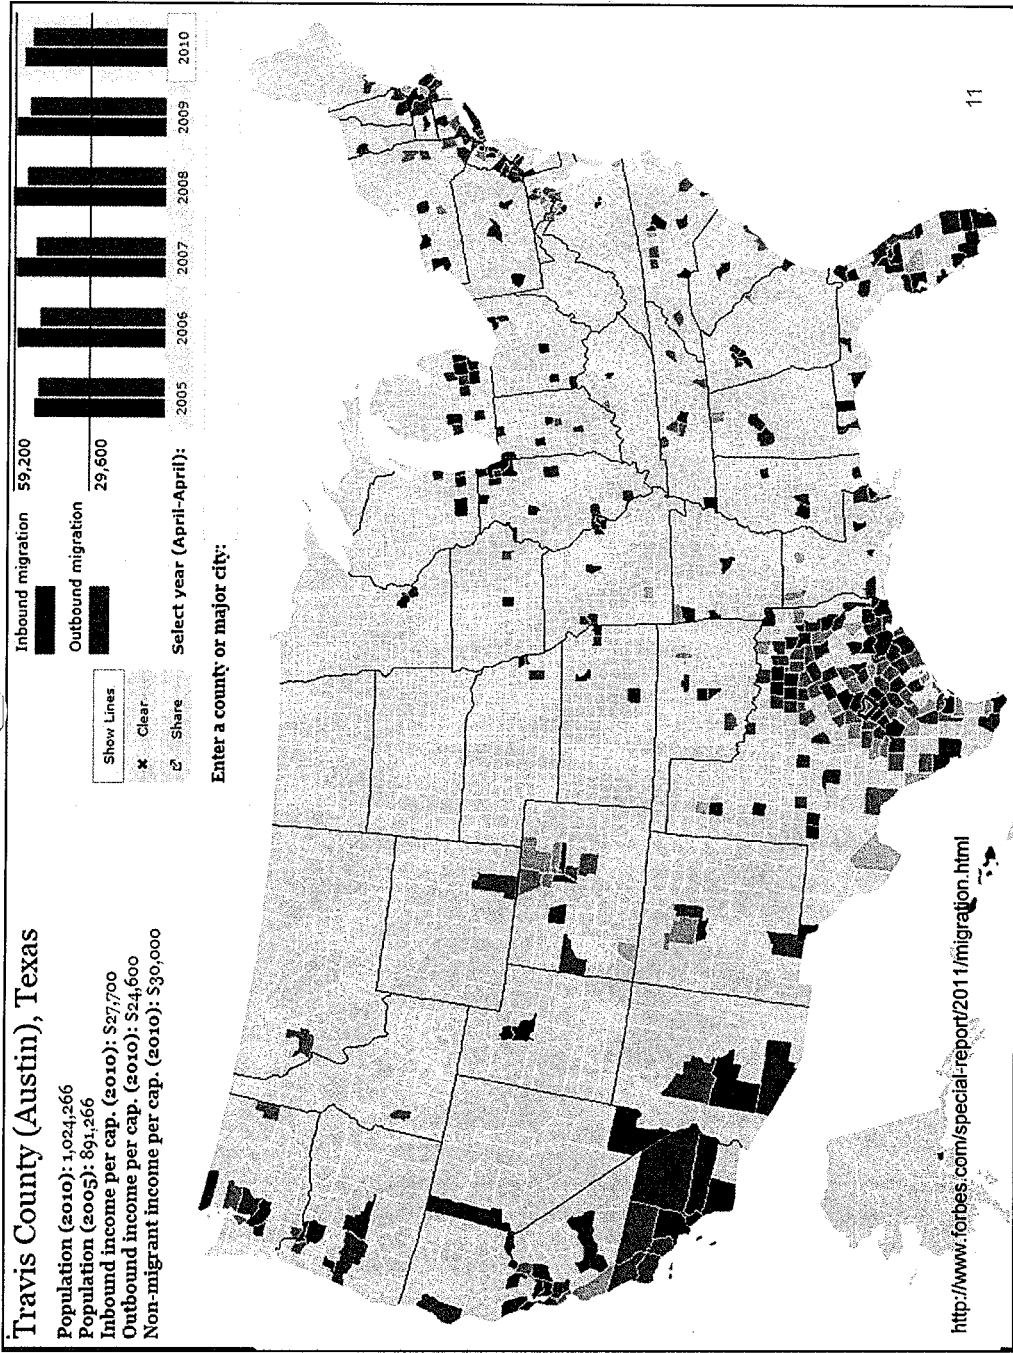 Travis County (Austin), Texas
Population (2010): 1,024,266
Population (2005): 891,266
Inbound income per cap. (2010): $27,700
Outbound income per cap. (2010): $24,600
Non-migrant income per cap. (2010): $30,000
Show Lines
✖ Clear
Share
Inbound migration
Outbound migration
59,200
29,600
Select year (April-April):
2005
2006
2007
2008
2009
2010
Enter a county or major city:
http://www.forbes.com/special-report/2011/migration.html
11